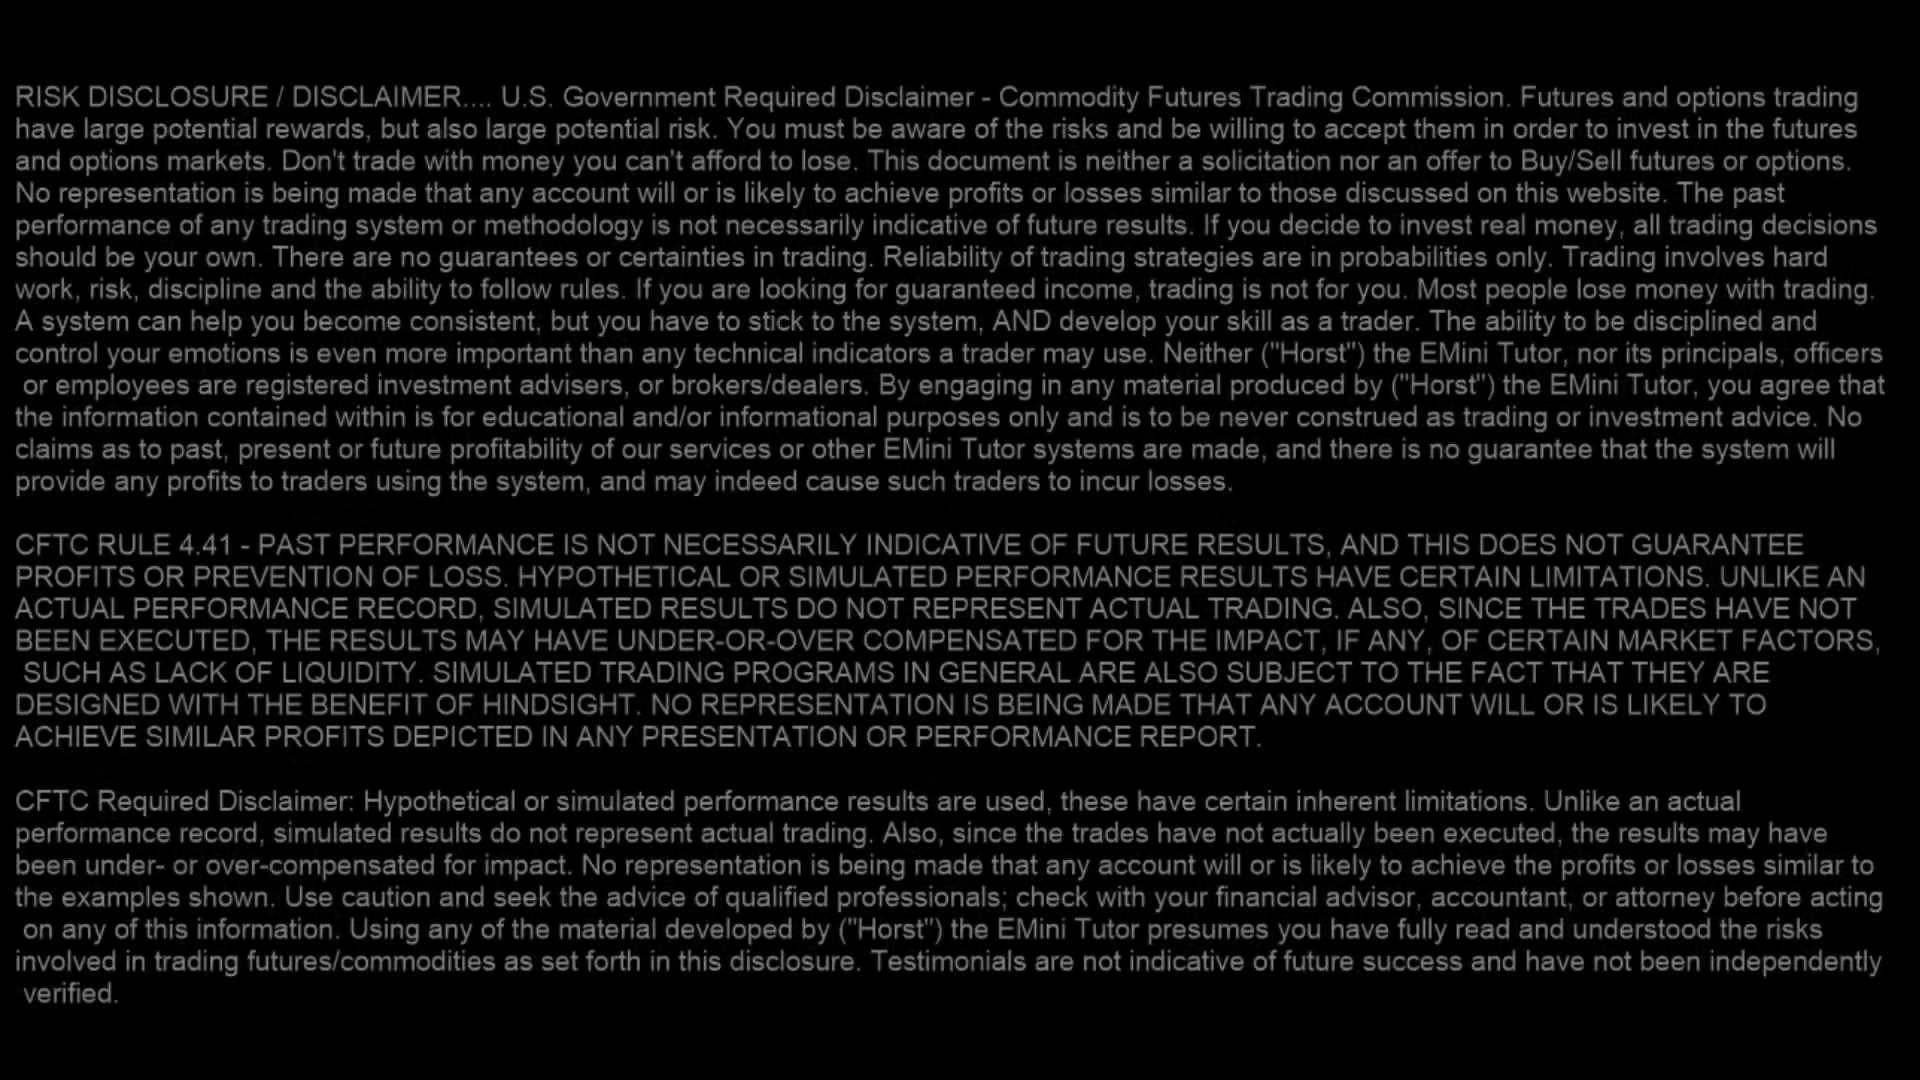 RISK DISCLOSURE / DISCLAIMER.... U.S. Government Required Disclaimer - Commodity Futures Trading Commission. Futures and options trading
have large potential rewards, but also large potential risk. You must be aware of the risks and be willing to accept them in order to invest in the futures
and options markets. Don't trade with money you can't afford to lose. This document is neither a solicitation nor an offer to Buy/Sell futures or options.
No representation is being made that any account will or is likely to achieve profits or losses similar to those discussed on this website. The past
performance of any trading system or methodology is not necessarily indicative of future results. If you decide to invest real money, all trading decisions
should be your own. There are no guarantees or certainties in trading. Reliability of trading strategies are in probabilities only. Trading involves hard
work, risk, discipline and the ability to follow rules. If you are looking for guaranteed income, trading is not for you. Most people lose money with trading.
A system can help you become consistent, but you have to stick to the system, AND develop your skill as a trader. The ability to be disciplined and
control your emotions is even more important than any technical indicators a trader may use. Neither ("Horst") the EMini Tutor, nor its principals, officers
or employees are registered investment advisers, or brokers/dealers. By engaging in any material produced by ("Horst") the EMini Tutor, you agree that
the information contained within is for educational and/or informational purposes only and is to be never construed as trading or investment advice. No
claims as to past, present or future profitability of our services or other EMini Tutor systems are made, and there is no guarantee that the system will
provide any profits to traders using the system, and may indeed cause such traders to incur losses.
CFTC RULE 4.41 - PAST PERFORMANCE IS NOT NECESSARILY INDICATIVE OF FUTURE RESULTS, AND THIS DOES NOT GUARANTEE
PROFITS OR PREVENTION OF LOSS. HYPOTHETICAL OR SIMULATED PERFORMANCE RESULTS HAVE CERTAIN LIMITATIONS. UNLIKE AN
ACTUAL PERFORMANCE RECORD, SIMULATED RESULTS DO NOT REPRESENT ACTUAL TRADING. ALSO, SINCE THE TRADES HAVE NOT
BEEN EXECUTED, THE RESULTS MAY HAVE UNDER-OR-OVER COMPENSATED FOR THE IMPACT, IF ANY, OF CERTAIN MARKET FACTORS,
SUCH AS LACK OF LIQUIDITY. SIMULATED TRADING PROGRAMS IN GENERAL ARE ALSO SUBJECT TO THE FACT THAT THEY ARE
DESIGNED WITH THE BENEFIT OF HINDSIGHT. NO REPRESENTATION IS BEING MADE THAT ANY ACCOUNT WILL OR IS LIKELY TO
ACHIEVE SIMILAR PROFITS DEPICTED IN ANY PRESENTATION OR PERFORMANCE REPORT.
CFTC Required Disclaimer: Hypothetical or simulated performance results are used, these have certain inherent limitations. Unlike an actual
performance record, simulated results do not represent actual trading. Also, since the trades have not actually been executed, the results may have
been under- or over-compensated for impact. No representation is being made that any account will or is likely to achieve the profits or losses similar to
the examples shown. Use caution and seek the advice of qualified professionals; check with your financial advisor, accountant, or attorney before acting
on any of this information. Using any of the material developed by ("Horst") the EMini Tutor presumes you have fully read and understood the risks
involved in trading futures/commodities as set forth in this disclosure. Testimonials are not indicative of future success and have not been independently
verified.